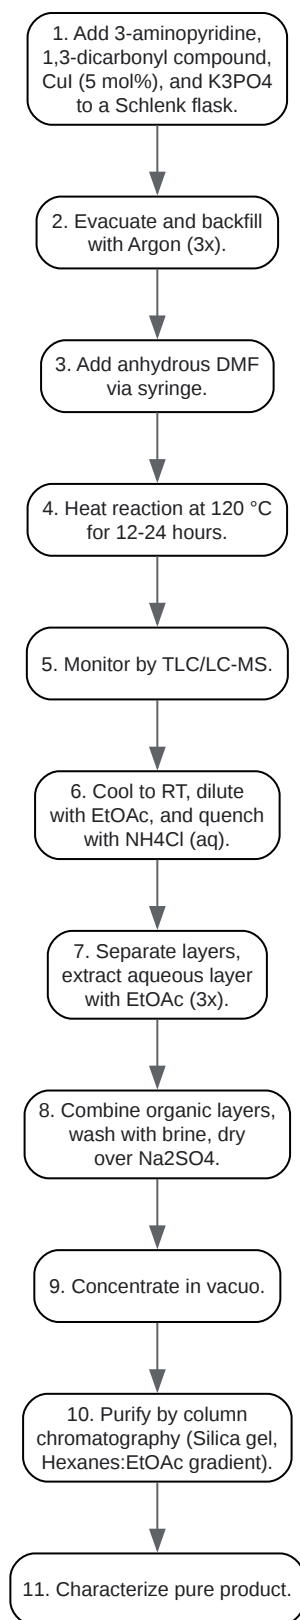 1. Add 3-aminopyridine,
1,3-dicarbonyl compound,
CuI (5 mol%), and K3PO4
to a Schlenk flask.
2. Evacuate and backfill
with Argon (3x).
3. Add anhydrous DMF
via syringe.
4. Heat reaction at 120 °C
for 12-24 hours.
5. Monitor by TLC/LC-MS.
6. Cool to RT, dilute
with EtOAc, and quench
with NH4Cl (aq).
7. Separate layers,
extract aqueous layer
with EtOAc (3x).
8. Combine organic layers,
wash with brine, dry
over Na2SO4.
9. Concentrate in vacuo.
10. Purify by column
chromatography (Silica gel,
Hexanes:EtOAc gradient).
11. Characterize pure product.